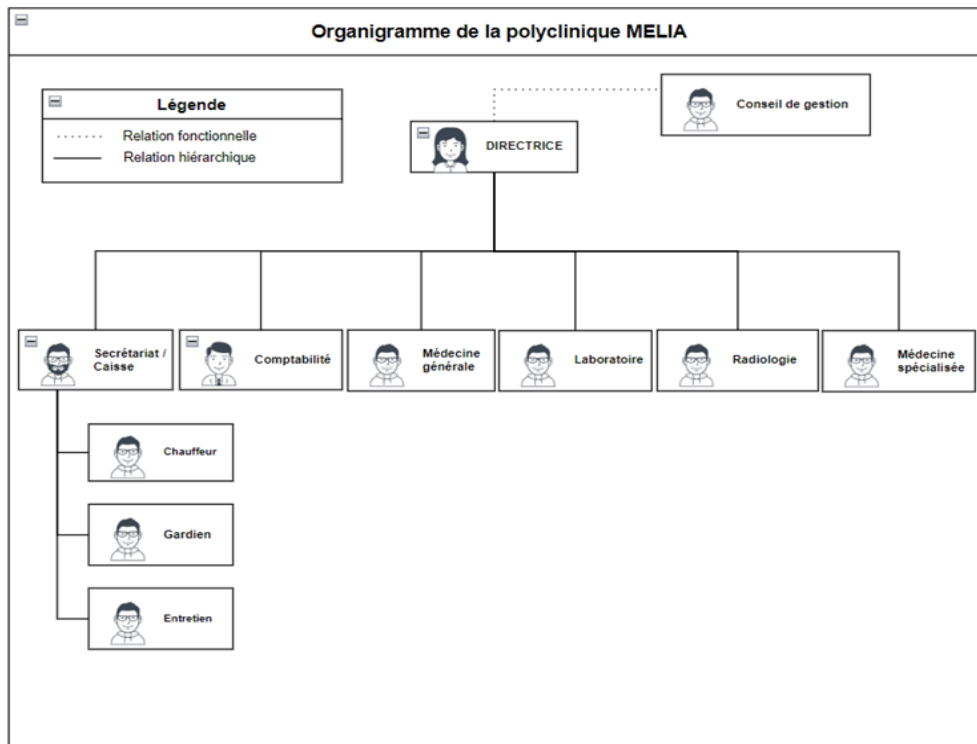 Organigramme de la polyclinique MELIA
Légende
Relation fonctionnelle
Relation hiérarchique
Conseil de gestion
DIRECTRICE
Secrétariat /
Caisse
Comptabilité
Médecine
générale
Laboratoire
Radiologie
Médecine
spécialisée
Chauffeur
Gardien
Entretien